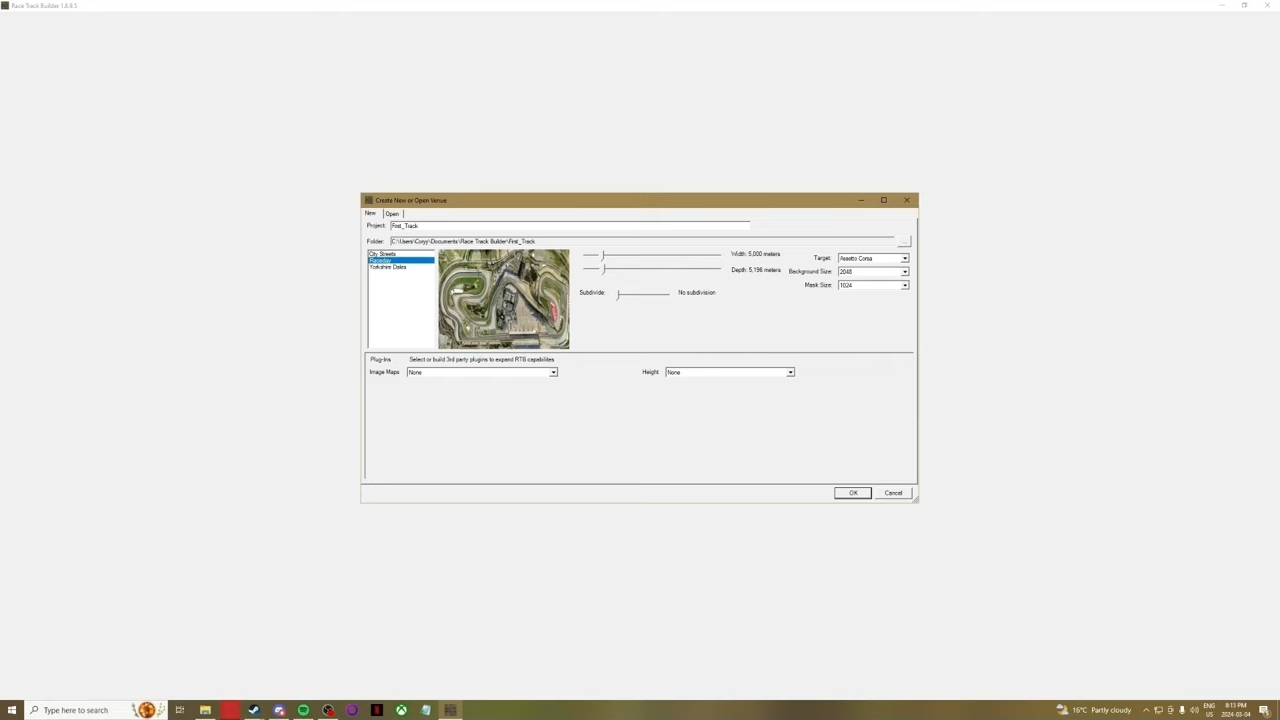 Race Track Builder 1.6.9.5
Create New or Open Venue
New Open
Project: First_Track
Folder: C:\Users\Coryy\Documents\Race Track Builder\First_Track
City Streets
Raceday
Yorkshire Dales
Width: 5,000 meters
Depth: 5,196 meters
Subdivide: No subdivision
Target: Assetto Corsa
Background Size: 2048
Mask Size: 1024
Plug-Ins Select or build 3rd party plugins to expand RTB capabilites
Image Maps None Height None
OK Cancel
Type here to search
16°C Partly cloudy
ENG
US
8:13 PM
2024-03-04